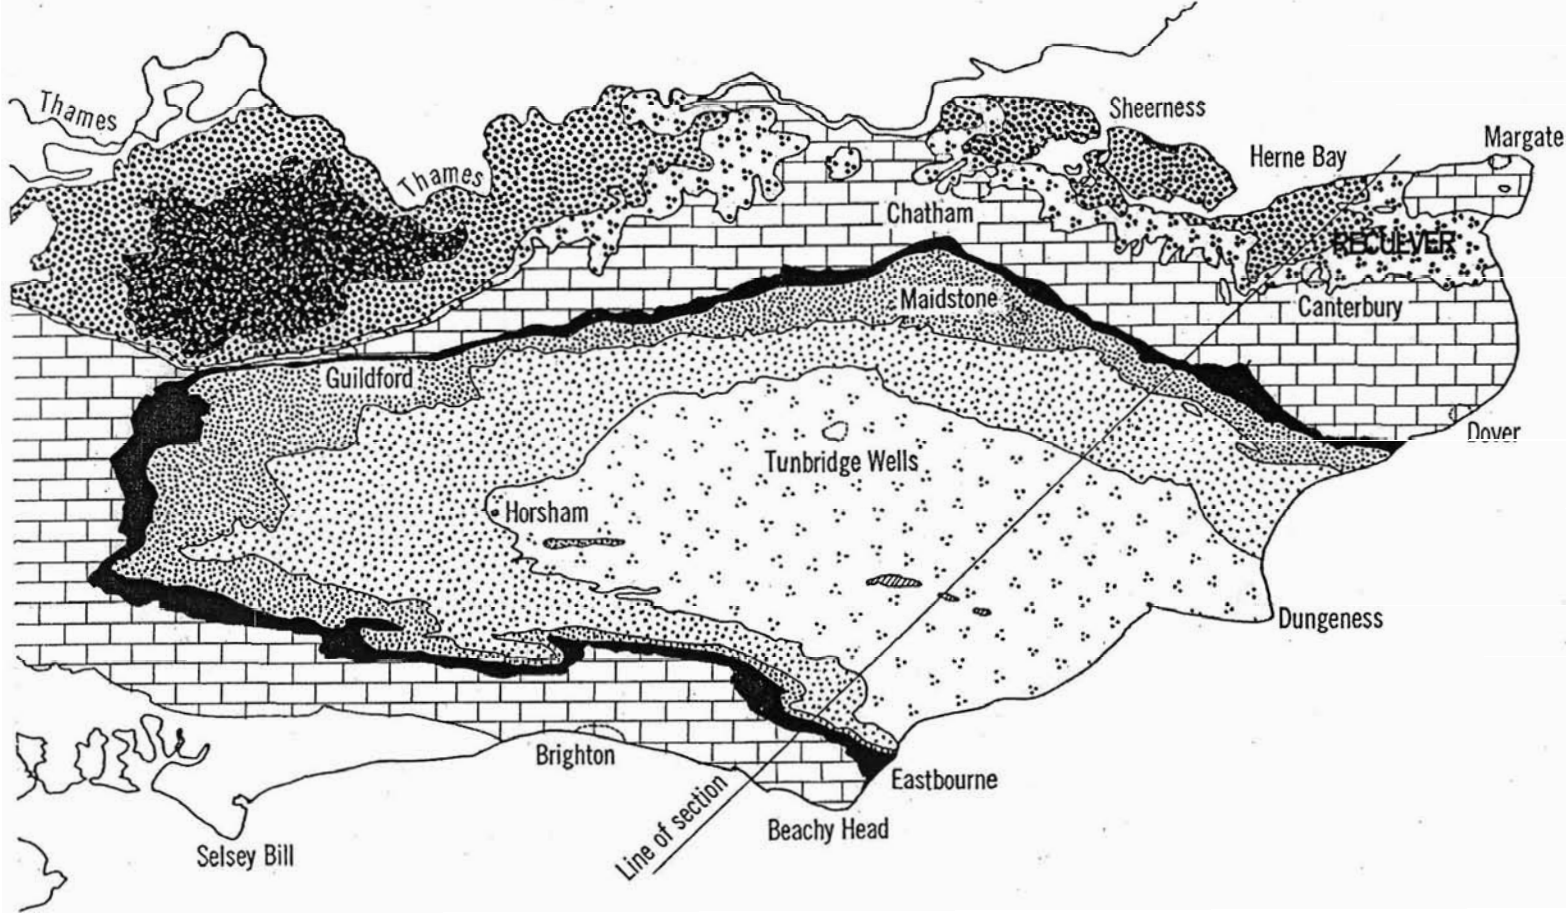 Thames
Sheerness
Margate
Herne Bay
Thames
Chatham
RECULVER
Maidstone
Canterbury
Guildford
Dover
Tunbridge Wells
Horsham
Dungeness
Brighton
Eastbourne
Line of section
Beachy Head
Selsey Bill